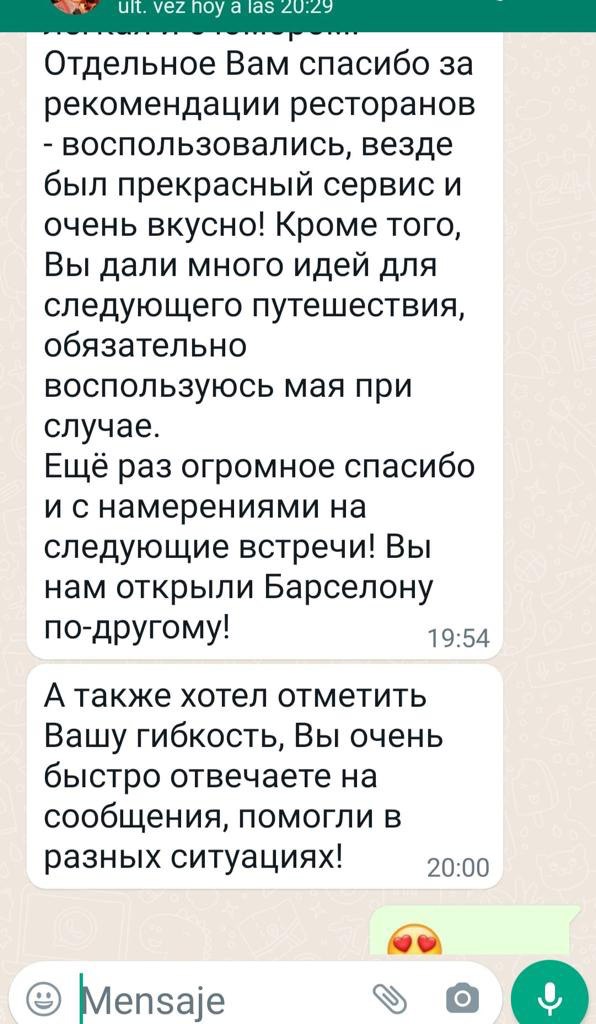 últ. vez hoy a las 20:29
Отдельное Вам спасибо за
рекомендации ресторанов
- воспользовались, везде
был прекрасный сервис и
очень вкусно! Кроме того,
Вы дали много идей для
следующего путешествия,
обязательно
воспользуюсь мая при
случае.
Ещё раз огромное спасибо
и с намерениями на
следующие встречи! Вы
нам открыли Барселону
по-другому!
19:54
А также хотел отметить
Вашу гибкость, Вы очень
быстро отвечаете на
сообщения, помогли в
разных ситуациях!
20:00
Mensaje